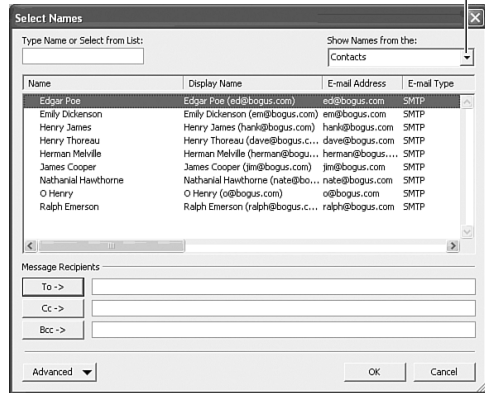 Select Names
Type Name or Select from List:
Show Names from the:
Contacts
Name Display Name E-mail Address E-mail Type
Edgar Poe Edgar Poe (ed@bogus.com) ed@bogus.com SMTP
Emily Dickenson Emily Dickenson (em@bogus.com) em@bogus.com SMTP
Henry James Henry James (hank@bogus.com) hank@bogus.com SMTP
Henry Thoreau Henry Thoreau (dave@bogus.c... dave@bogus.com SMTP
Herman Melville Herman Melville (herman@bogu... herman@bogus.... SMTP
James Cooper James Cooper (jim@bogus.com) jim@bogus.com SMTP
Nathanial Hawthorne Nathanial Hawthorne (nate@bo... nate@bogus.com SMTP
O Henry O Henry (o@bogus.com) o@bogus.com SMTP
Ralph Emerson Ralph Emerson (ralph@bogus.c... ralph@bogus.com SMTP
Message Recipients
To ->
Cc ->
Bcc ->
Advanced OK Cancel